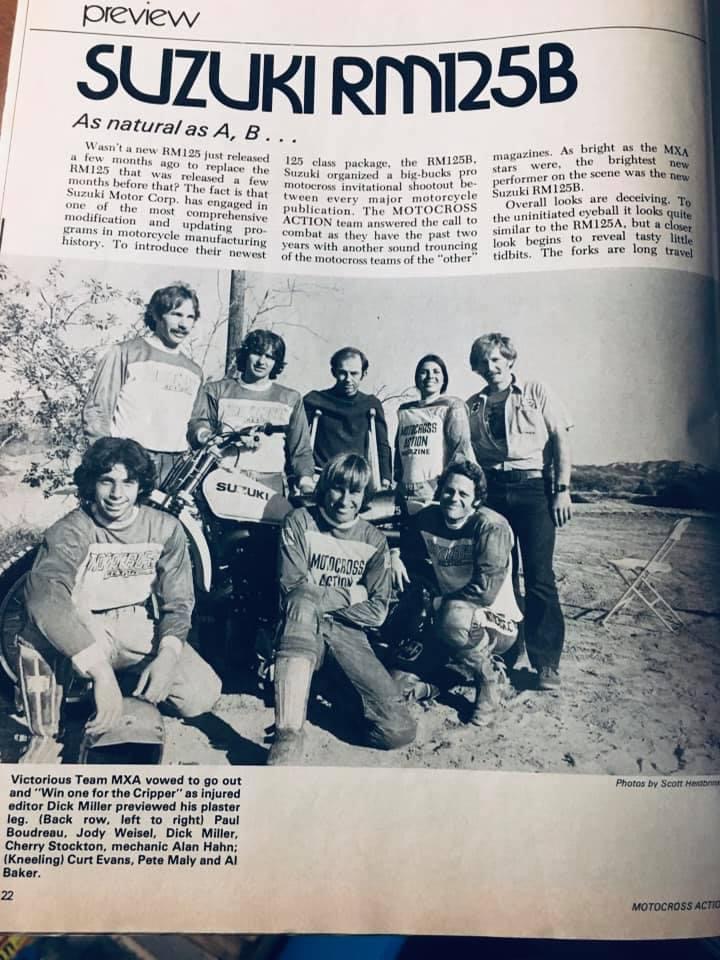 preview
SUZUKI RM125B
As natural as A, B . . .
Wasn't a new RM125 just released
a few months ago to replace the
RM125 that was released a few
months before that? The fact is that
Suzuki Motor Corp. has engaged in
one of the most comprehensive
modification and updating pro-
grams in motorcycle manufacturing
history. To introduce their newest
125 class package, the RM125B,
Suzuki organized a big-bucks pro
motocross invitational shootout be-
tween every major motorcycle
publication. The MOTOCROSS
ACTION team answered the call to
combat as they have the past two
years with another sound trouncing
of the motocross teams of the "other"
magazines. As bright as the MXA
stars were, the brightest new
performer on the scene was the new
Suzuki RM125B.
Overall looks are deceiving. To
the uninitiated eyeball it looks quite
similar to the RM125A, but a closer
look begins to reveal tasty little
tidbits. The forks are long travel
MOTOCROSS
ACTION
MAGAZINE
SUZUKI
MOTOCROSS
MOTOCROSS
ACTION
Victorious Team MXA vowed to go out
and "Win one for the Cripper" as injured
editor Dick Miller previewed his plaster
leg. (Back row, left to right) Paul
Boudreau, Jody Weisel, Dick Miller,
Cherry Stockton, mechanic Alan Hahn;
(Kneeling) Curt Evans, Pete Maly and Al
Baker.
Photos by Scott
22
MOTOCROSS ACTIO